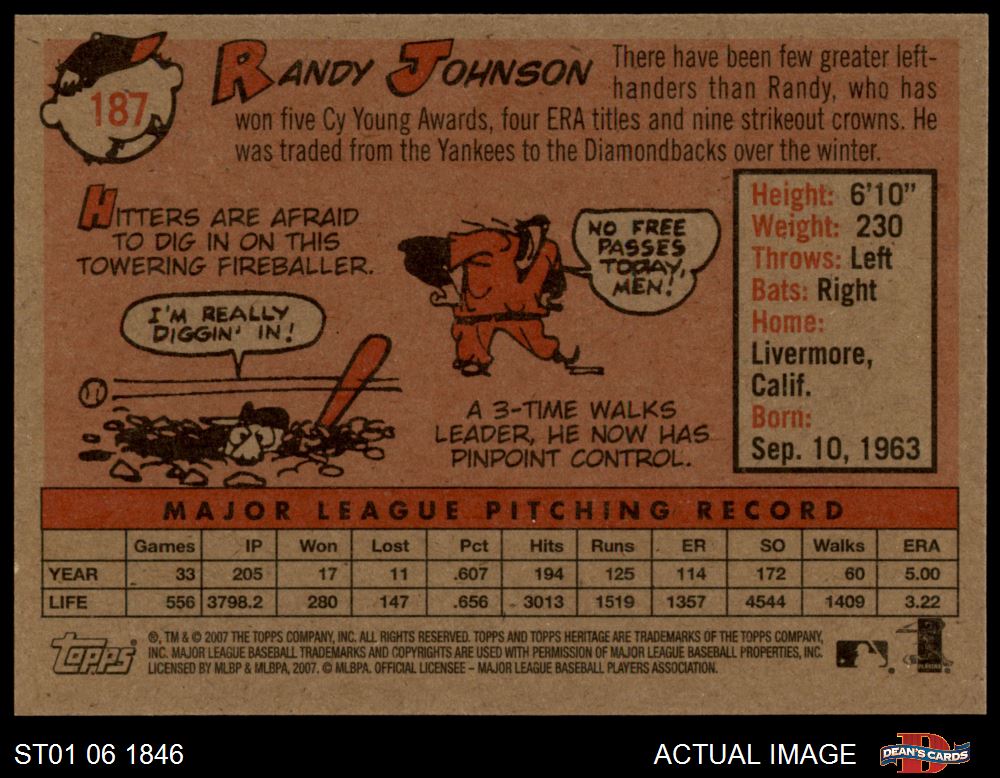 187
RANDY JOHNSON
There have been few greater left-
handers than Randy, who has
won five Cy Young Awards, four ERA titles and nine strikeout crowns. He
was traded from the Yankees to the Diamondbacks over the winter.
HITTERS ARE AFRAID
TO DIG IN ON THIS
TOWERING FIREBALLER.
I'M REALLY
DIGGIN' IN!
NO FREE
PASSES
TODAY,
MEN!
A 3-TIME WALKS
LEADER, HE NOW HAS
PINPOINT CONTROL.
Height: 6'10"
Weight: 230
Throws: Left
Bats: Right
Home:
Livermore,
Calif.
Born:
Sep. 10, 1963
MAJOR LEAGUE PITCHING RECORD
Games IP Won Lost Pct Hits Runs ER SO Walks ERA
YEAR 33 205 17 11 .607 194 125 114 172 60 5.00
LIFE 556 3798.2 280 147 .656 3013 1519 1357 4544 1409 3.22
TOPPS
®, TM & © 2007 THE TOPPS COMPANY, INC. ALL RIGHTS RESERVED. TOPPS AND TOPPS HERITAGE ARE TRADEMARKS OF THE TOPPS COMPANY,
INC. MAJOR LEAGUE BASEBALL TRADEMARKS AND COPYRIGHTS ARE USED WITH PERMISSION OF MAJOR LEAGUE BASEBALL PROPERTIES, INC.
LICENSED BY MLBP & MLBPA, 2007. © MLBPA. OFFICIAL LICENSEE - MAJOR LEAGUE BASEBALL PLAYERS ASSOCIATION.
ST01 06 1846
ACTUAL IMAGE
DEAN'S CARDS